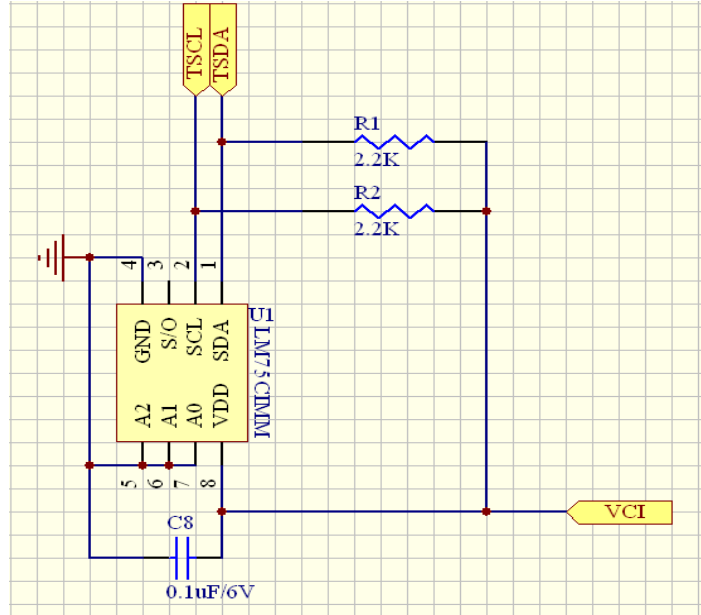 TSCL
TSDA
R1
2.2K
R2
2.2K
4
3
2
1
U1
GND
S/O
SCL
SDA
LM75CIMM
A2
A1
A0
VDD
5
6
7
8
VCI
C8
0.1uF/6V